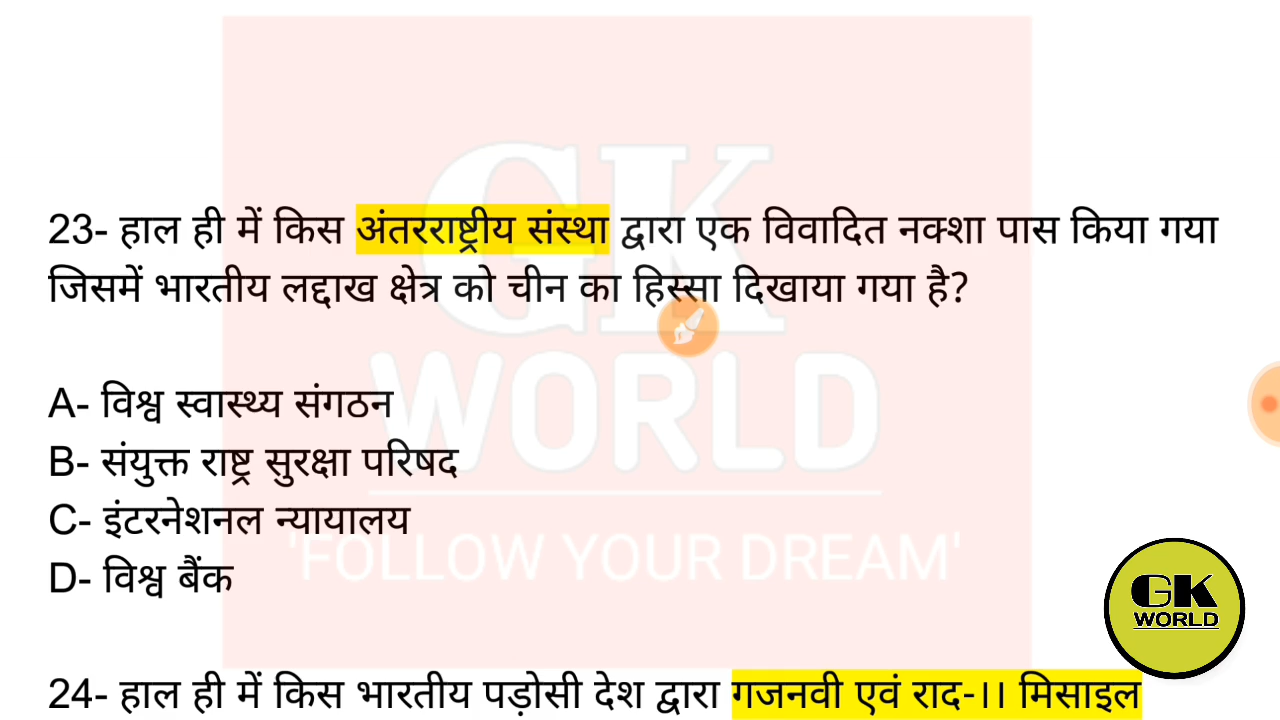 GK
WORLD
'FOLLOW YOUR DREAM'
23- हाल ही में किस अंतरराष्ट्रीय संस्था द्वारा एक विवादित नक्शा पास किया गया
जिसमें भारतीय लद्दाख क्षेत्र को चीन का हिस्सा दिखाया गया है?
A- विश्व स्वास्थ्य संगठन
B- संयुक्त राष्ट्र सुरक्षा परिषद
C- इंटरनेशनल न्यायालय
D- विश्व बैंक
GK
WORLD
24- हाल ही में किस भारतीय पड़ोसी देश द्वारा गजनवी एवं राद-।। मिसाइल